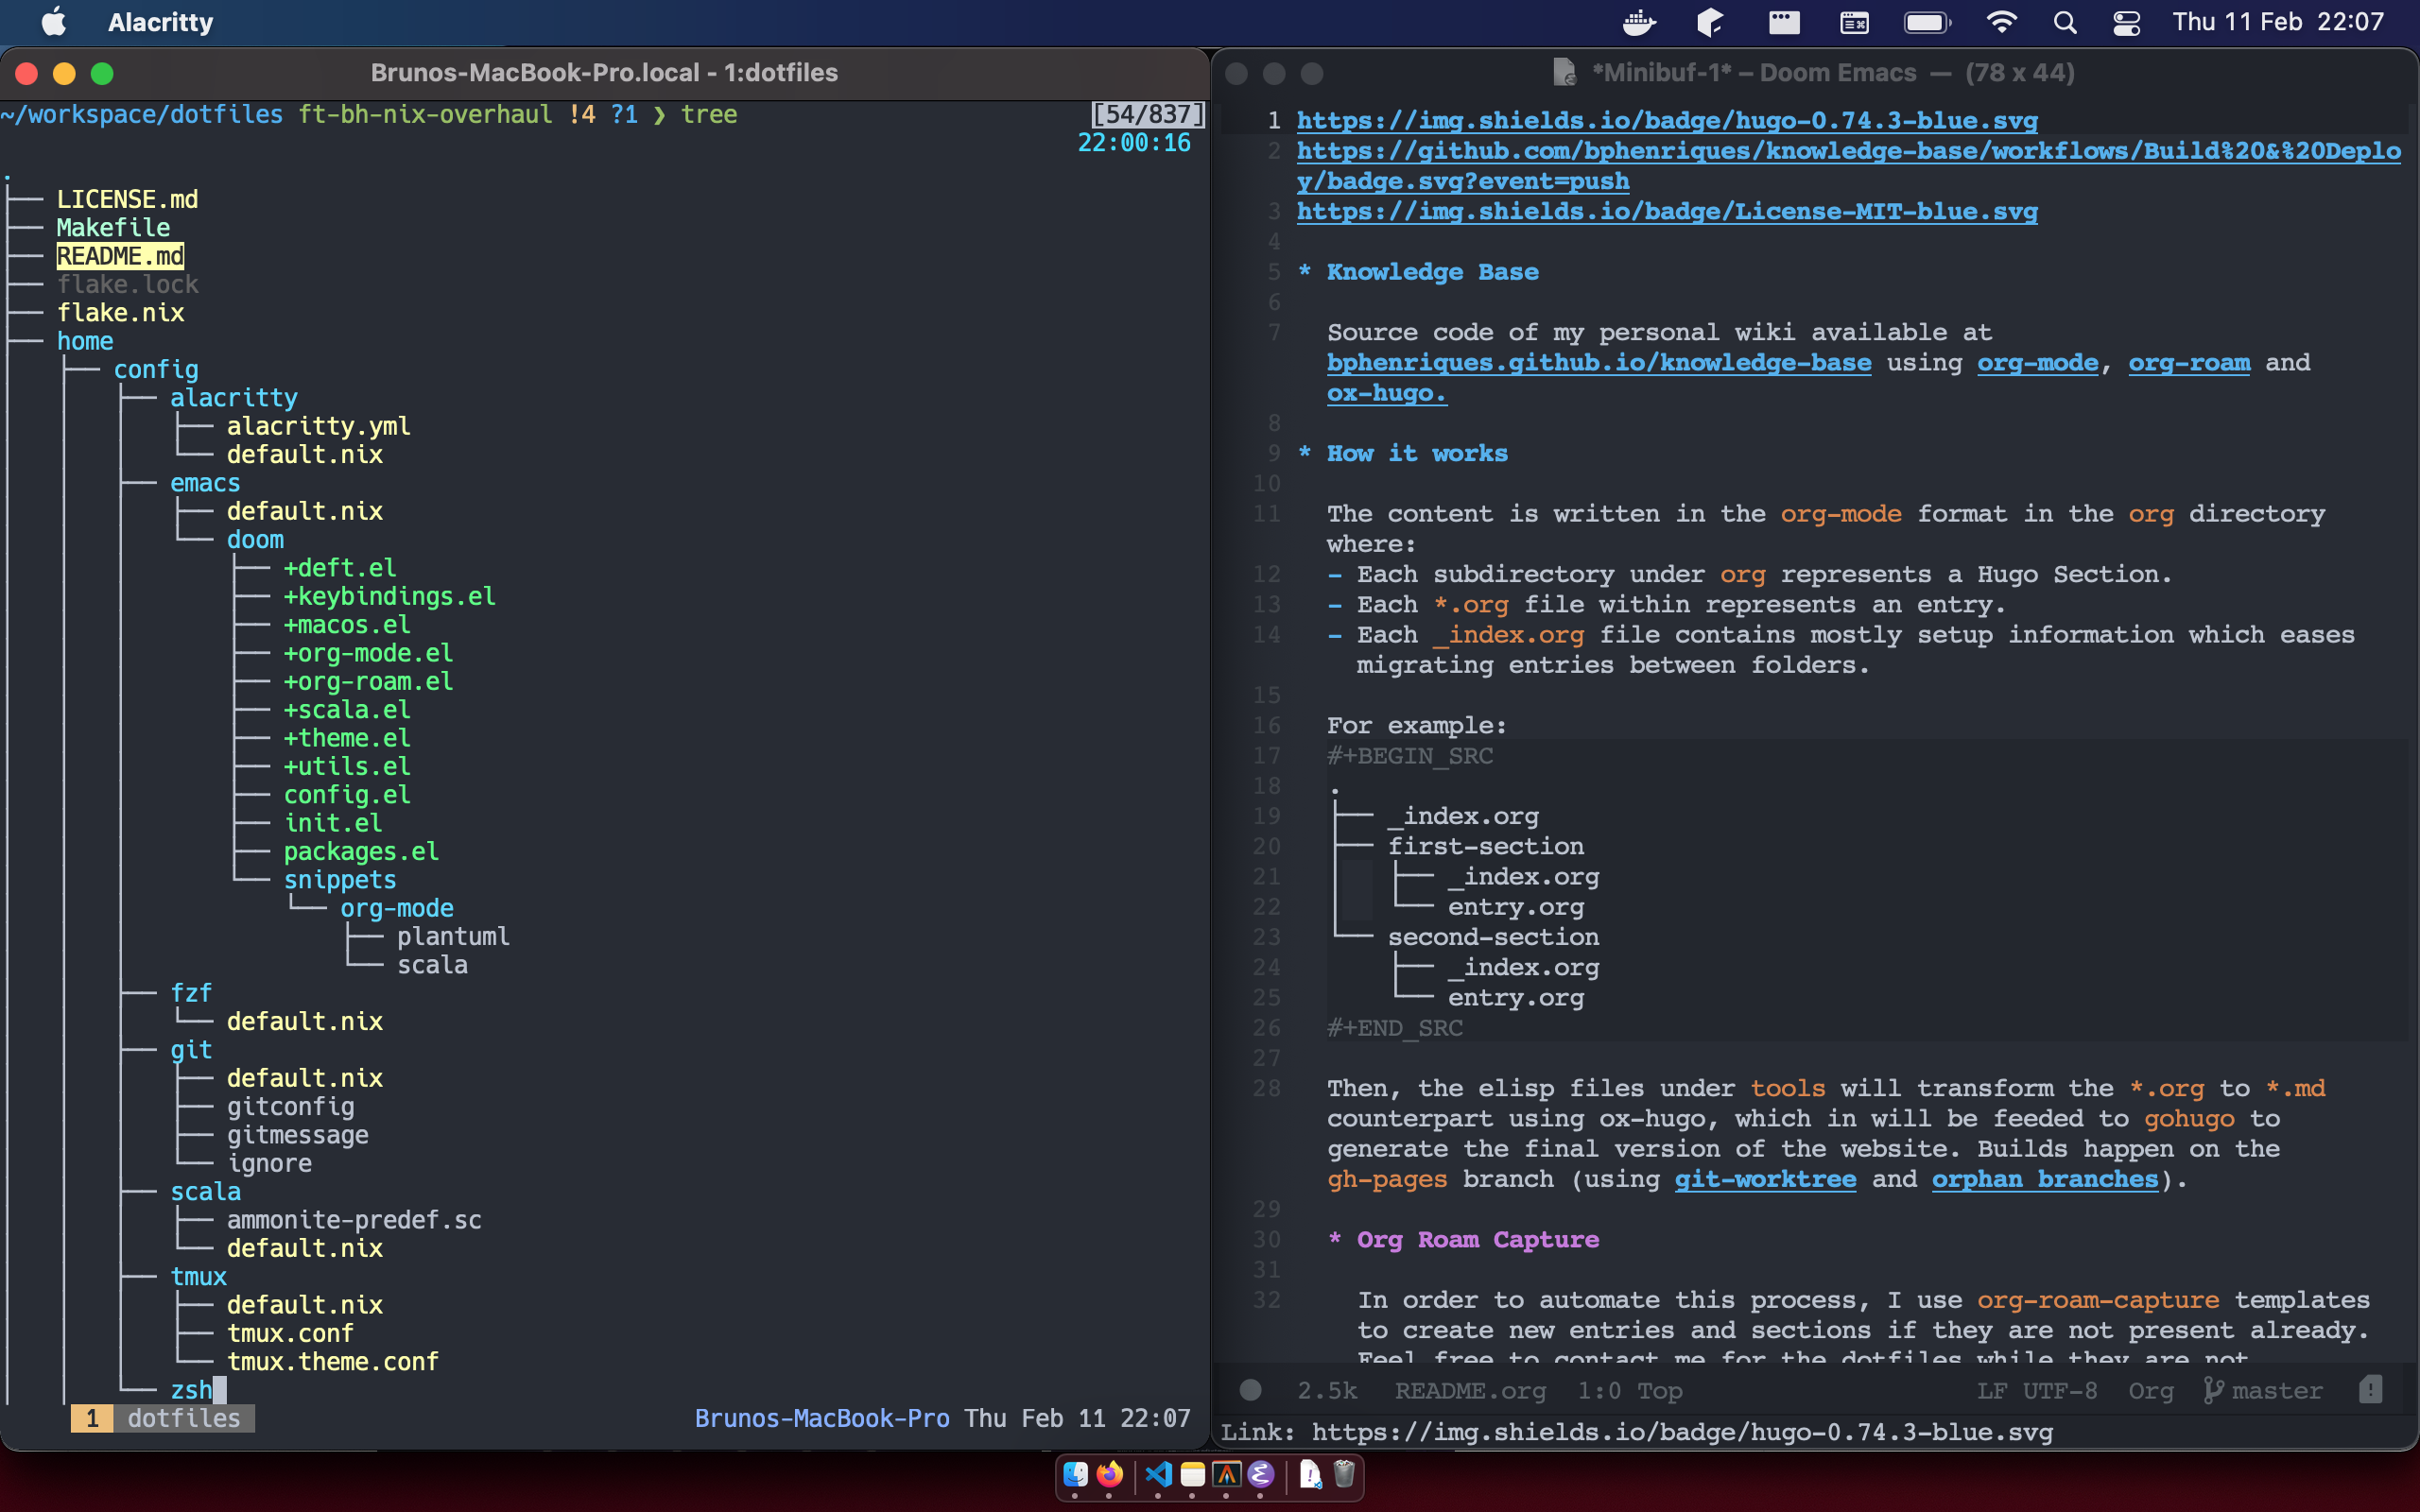 Alacritty
Thu 11 Feb 22:07
Brunos-MacBook-Pro.local - 1:dotfiles
~/workspace/dotfiles ft-bh-nix-overhaul !4 ?1 ❯ tree [54/837]
22:00:16
.
├── LICENSE.md
├── Makefile
├── README.md
├── flake.lock
├── flake.nix
├── home
│   ├── config
│   │   ├── alacritty
│   │   │   ├── alacritty.yml
│   │   │   └── default.nix
│   │   ├── emacs
│   │   │   ├── default.nix
│   │   │   └── doom
│   │   │       ├── +deft.el
│   │   │       ├── +keybindings.el
│   │   │       ├── +macos.el
│   │   │       ├── +org-mode.el
│   │   │       ├── +org-roam.el
│   │   │       ├── +scala.el
│   │   │       ├── +theme.el
│   │   │       ├── +utils.el
│   │   │       ├── config.el
│   │   │       ├── init.el
│   │   │       ├── packages.el
│   │   │       └── snippets
│   │   │           └── org-mode
│   │   │               ├── plantuml
│   │   │               └── scala
│   │   ├── fzf
│   │   │   └── default.nix
│   │   ├── git
│   │   │   ├── default.nix
│   │   │   ├── gitconfig
│   │   │   ├── gitmessage
│   │   │   └── ignore
│   │   ├── scala
│   │   │   ├── ammonite-predef.sc
│   │   │   └── default.nix
│   │   ├── tmux
│   │   │   ├── default.nix
│   │   │   ├── tmux.conf
│   │   │   └── tmux.theme.conf
│   │   └── zsh
1 dotfiles Brunos-MacBook-Pro Thu Feb 11 22:07
*Minibuf-1* – Doom Emacs — (78 x 44)
1 https://img.shields.io/badge/hugo-0.74.3-blue.svg
2 https://github.com/bphenriques/knowledge-base/workflows/Build%20&%20Deplo
y/badge.svg?event=push
3 https://img.shields.io/badge/License-MIT-blue.svg
4
5 * Knowledge Base
6
7 Source code of my personal wiki available at
bphenriques.github.io/knowledge-base using org-mode, org-roam and
ox-hugo.
8
9 * How it works
10
11 The content is written in the org-mode format in the org directory
where:
12 - Each subdirectory under org represents a Hugo Section.
13 - Each *.org file within represents an entry.
14 - Each _index.org file contains mostly setup information which eases
migrating entries between folders.
15
16 For example:
17 #+BEGIN_SRC
18 .
19 ├── _index.org
20 ├── first-section
21 │   ├── _index.org
22 │   └── entry.org
23 └── second-section
24     ├── _index.org
25     └── entry.org
26 #+END_SRC
27
28 Then, the elisp files under tools will transform the *.org to *.md
counterpart using ox-hugo, which in will be feeded to gohugo to
generate the final version of the website. Builds happen on the
gh-pages branch (using git-worktree and orphan branches).
29
30 * Org Roam Capture
31
32 In order to automate this process, I use org-roam-capture templates
to create new entries and sections if they are not present already.
Feel free to contact me for the dotfiles while they are not
2.5k README.org 1:0 Top LF UTF-8 Org master
Link: https://img.shields.io/badge/hugo-0.74.3-blue.svg